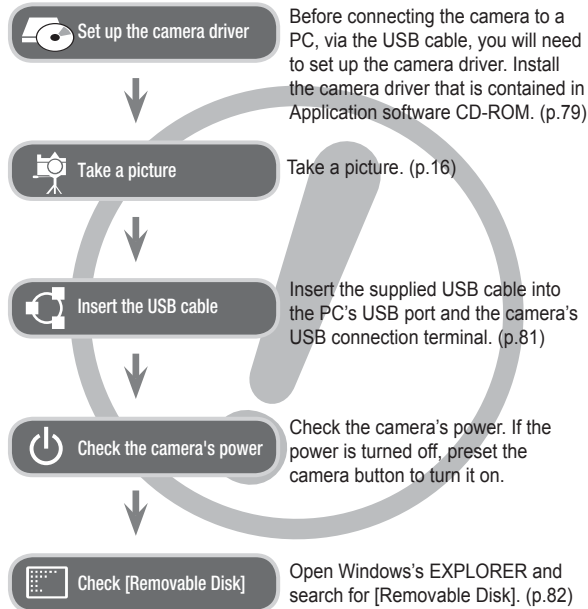 Set up the camera driver
Before connecting the camera to a
PC, via the USB cable, you will need
to set up the camera driver. Install
the camera driver that is contained in
Application software CD-ROM. (p.79)
Take a picture
Take a picture. (p.16)
Insert the USB cable
Insert the supplied USB cable into
the PC's USB port and the camera's
USB connection terminal. (p.81)
Check the camera's power
Check the camera's power. If the
power is turned off, preset the
camera button to turn it on.
Check [Removable Disk]
Open Windows's EXPLORER and
search for [Removable Disk]. (p.82)